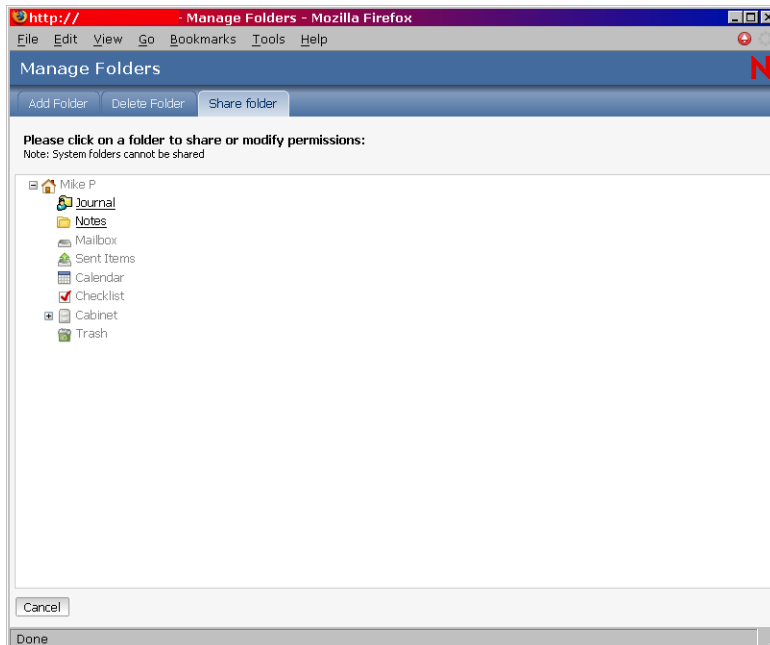 http:// - Manage Folders - Mozilla Firefox
File Edit View Go Bookmarks Tools Help
Manage Folders
N
Add Folder Delete Folder Share folder
Please click on a folder to share or modify permissions:
Note: System folders cannot be shared
Mike P
Journal
Notes
Mailbox
Sent Items
Calendar
Checklist
Cabinet
Trash
Cancel
Done